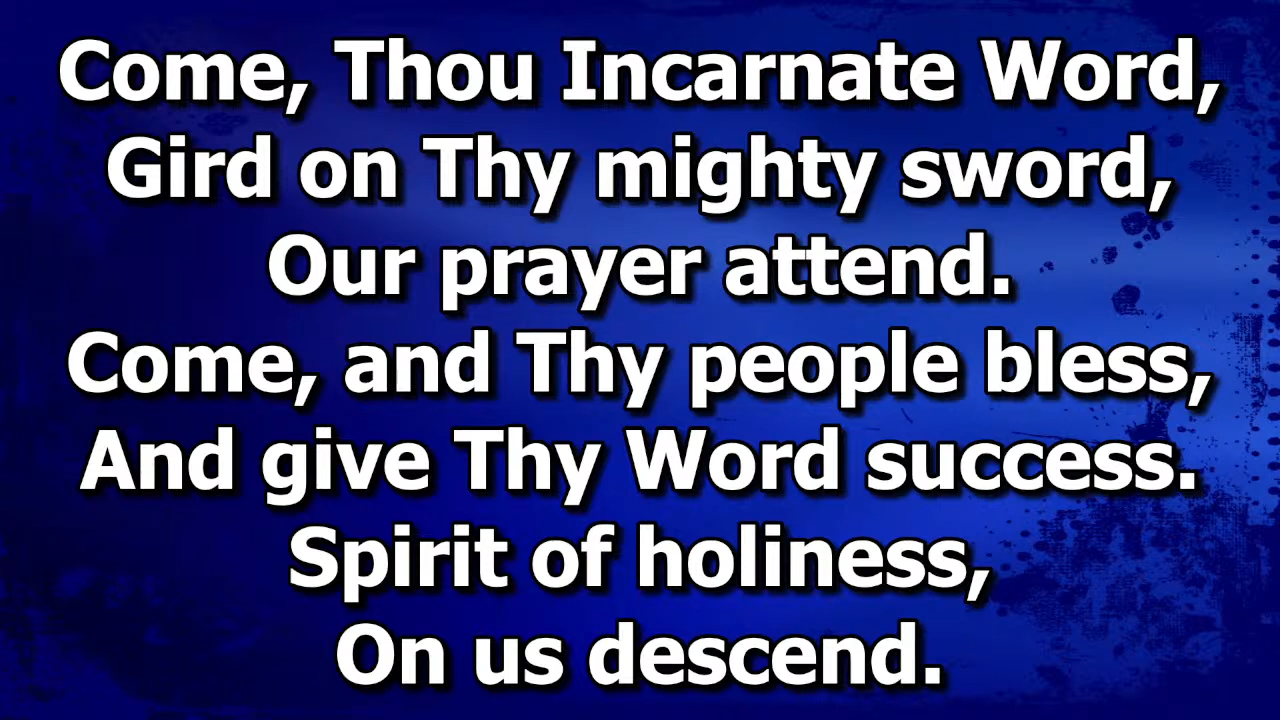 Come, Thou Incarnate Word,
Gird on Thy mighty sword,
Our prayer attend.
Come, and Thy people bless,
And give Thy Word success.
Spirit of holiness,
On us descend.